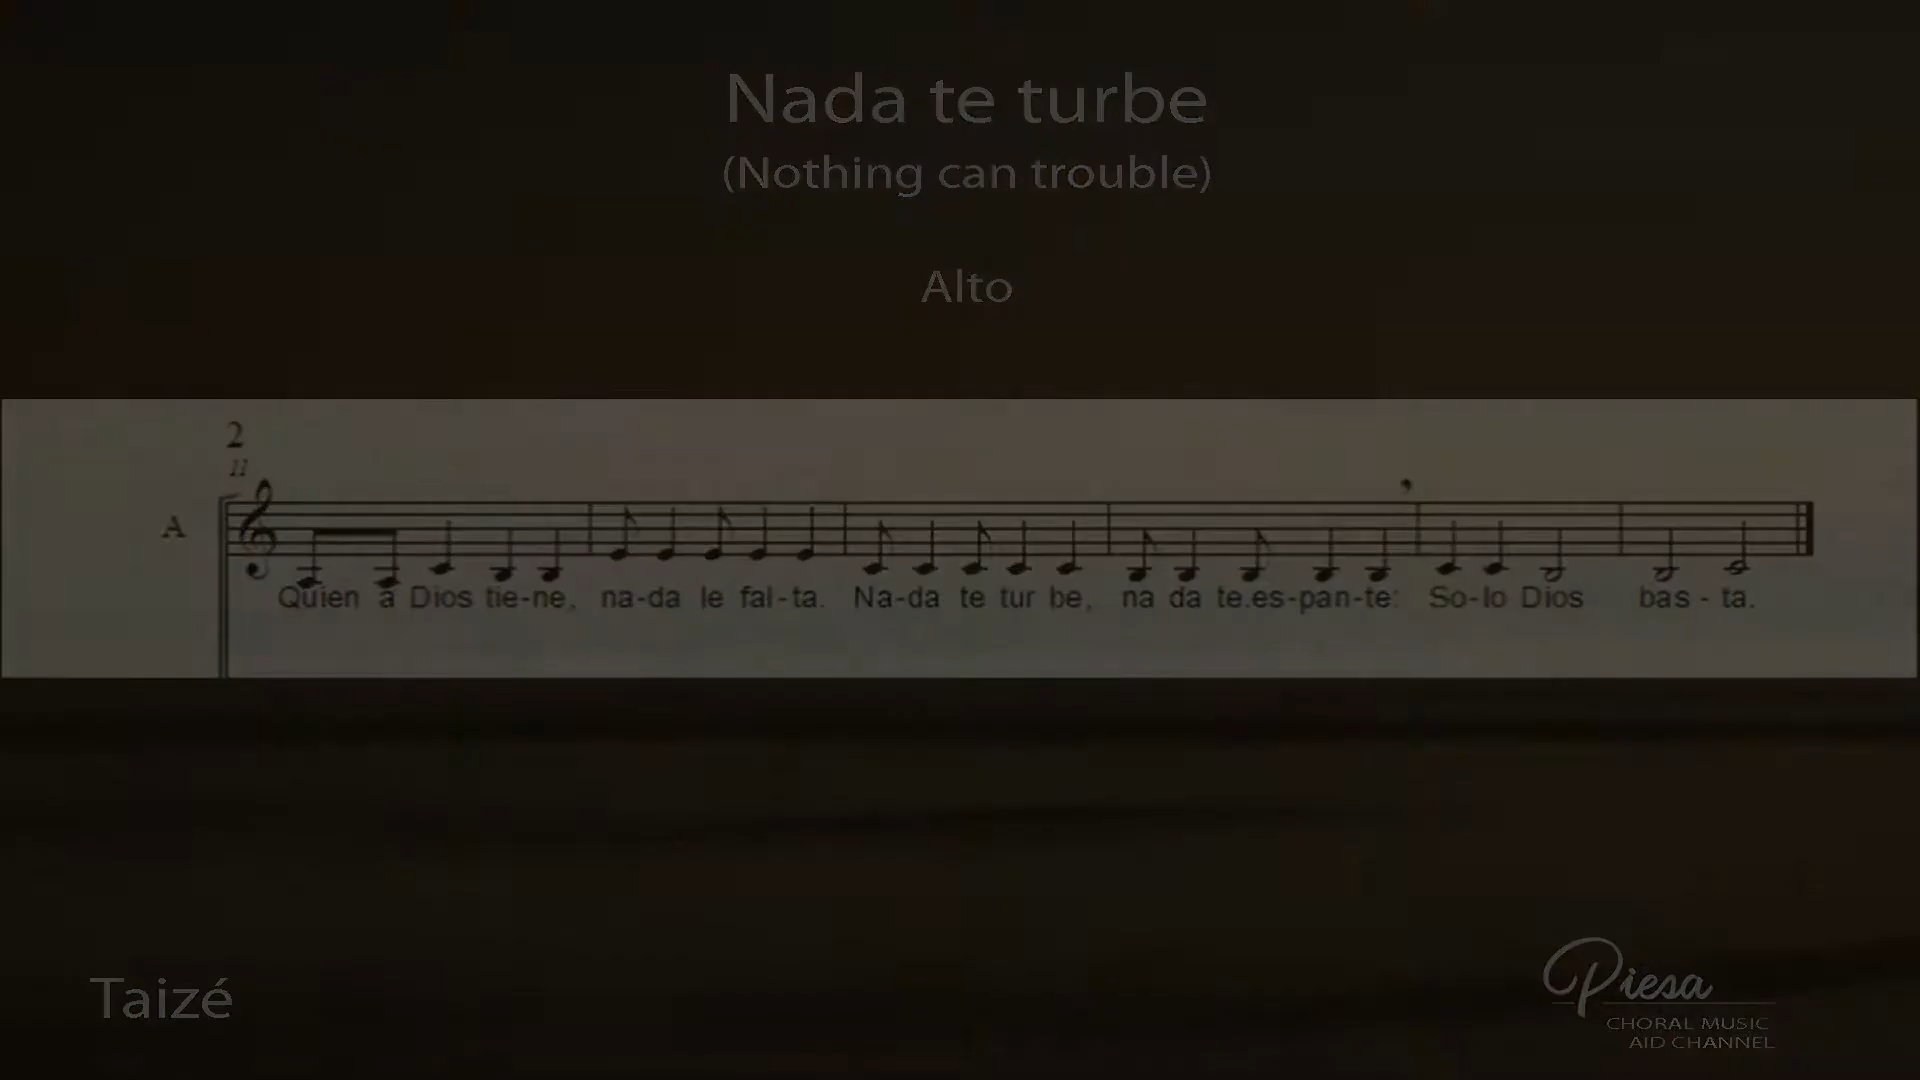 Nada te turbe
(Nothing can trouble)
Alto
2
11
A
Quien a Dios tie-ne, na-da le fal-ta. Na-da te tur be, na da te.es-pan-te: So-lo Dios bas - ta.
Taizé
Piesa
CHORAL MUSIC
AID CHANNEL